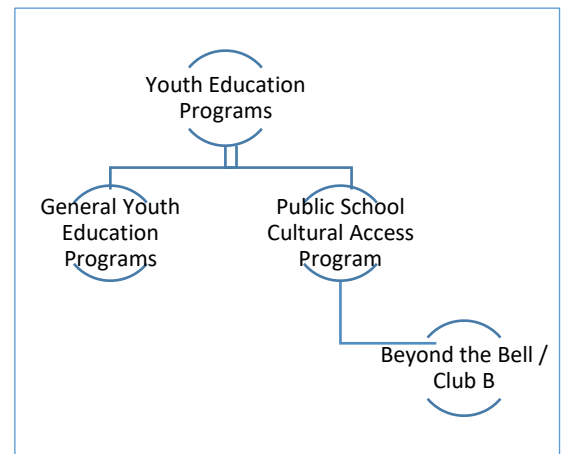 Youth Education
Programs
General Youth
Education
Programs
Public School
Cultural Access
Program
Beyond the Bell /
Club B